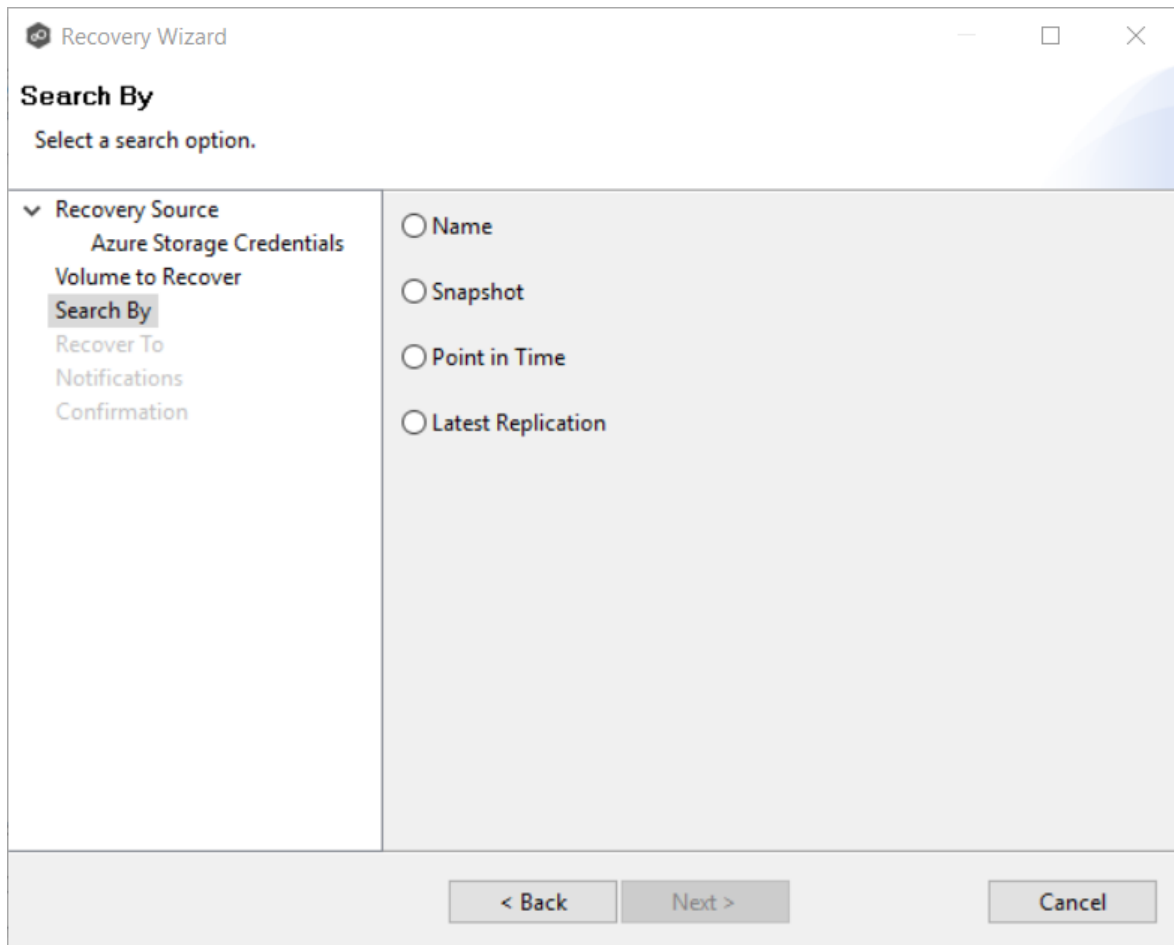 Recovery Wizard
Search By
Select a search option.
Recovery Source
Azure Storage Credentials
Volume to Recover
Search By
Recover To
Notifications
Confirmation
Name
Snapshot
Point in Time
Latest Replication
< Back
Next >
Cancel